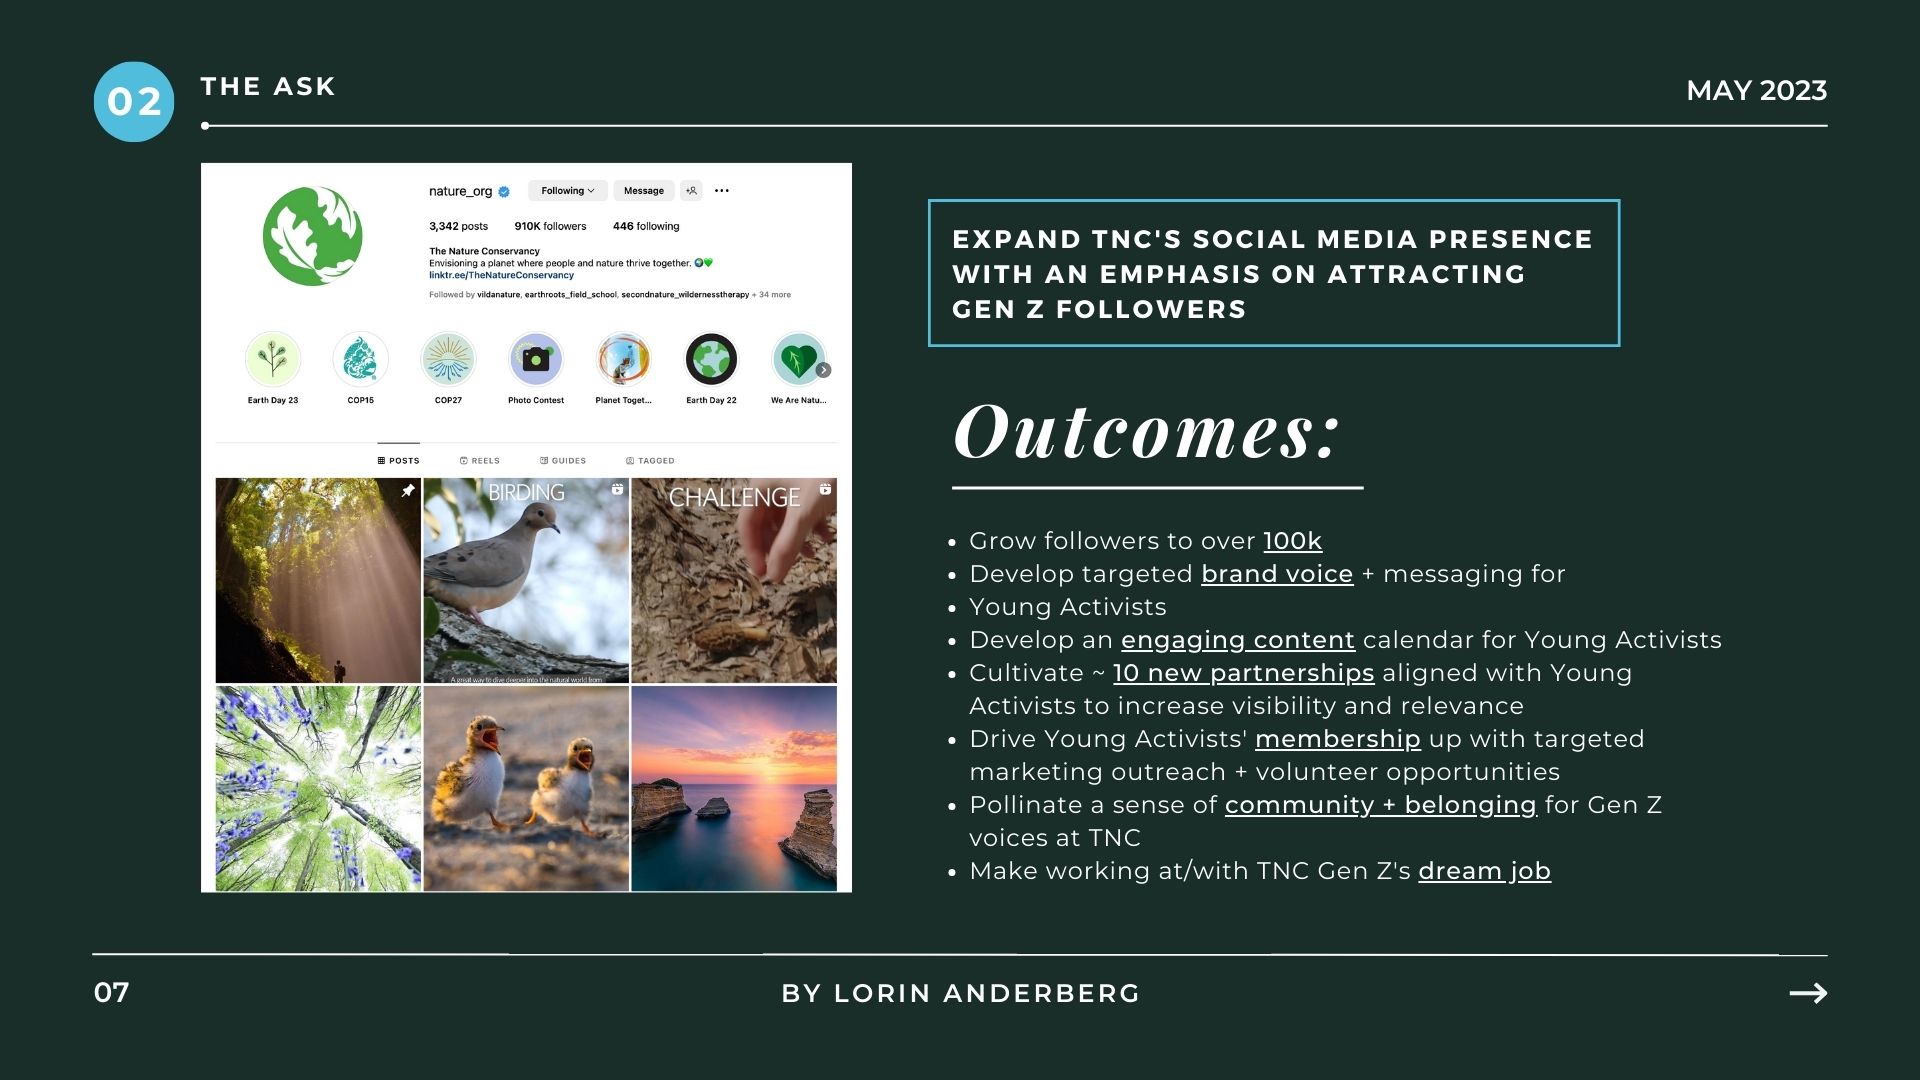 02
THE ASK
MAY 2023
nature_org
Following
Message
3,342 posts 910K followers 446 following
The Nature Conservancy
Envisioning a planet where people and nature thrive together.
linktr.ee/TheNatureConservancy
Followed by vildanature, earthroots_field_school, secondnature_wildernesstherapy + 34 more
Earth Day 23
COP15
COP27
Photo Contest
Planet Toget...
Earth Day 22
We Are Natu...
POSTS
REELS
GUIDES
TAGGED
BIRDING
CHALLENGE
A great way to dive deeper into the natural world from
EXPAND TNC'S SOCIAL MEDIA PRESENCE
WITH AN EMPHASIS ON ATTRACTING
GEN Z FOLLOWERS
Outcomes:
• Grow followers to over 100k
• Develop targeted brand voice + messaging for
• Young Activists
• Develop an engaging content calendar for Young Activists
• Cultivate ~ 10 new partnerships aligned with Young
Activists to increase visibility and relevance
• Drive Young Activists' membership up with targeted
marketing outreach + volunteer opportunities
• Pollinate a sense of community + belonging for Gen Z
voices at TNC
• Make working at/with TNC Gen Z's dream job
07
BY LORIN ANDERBERG